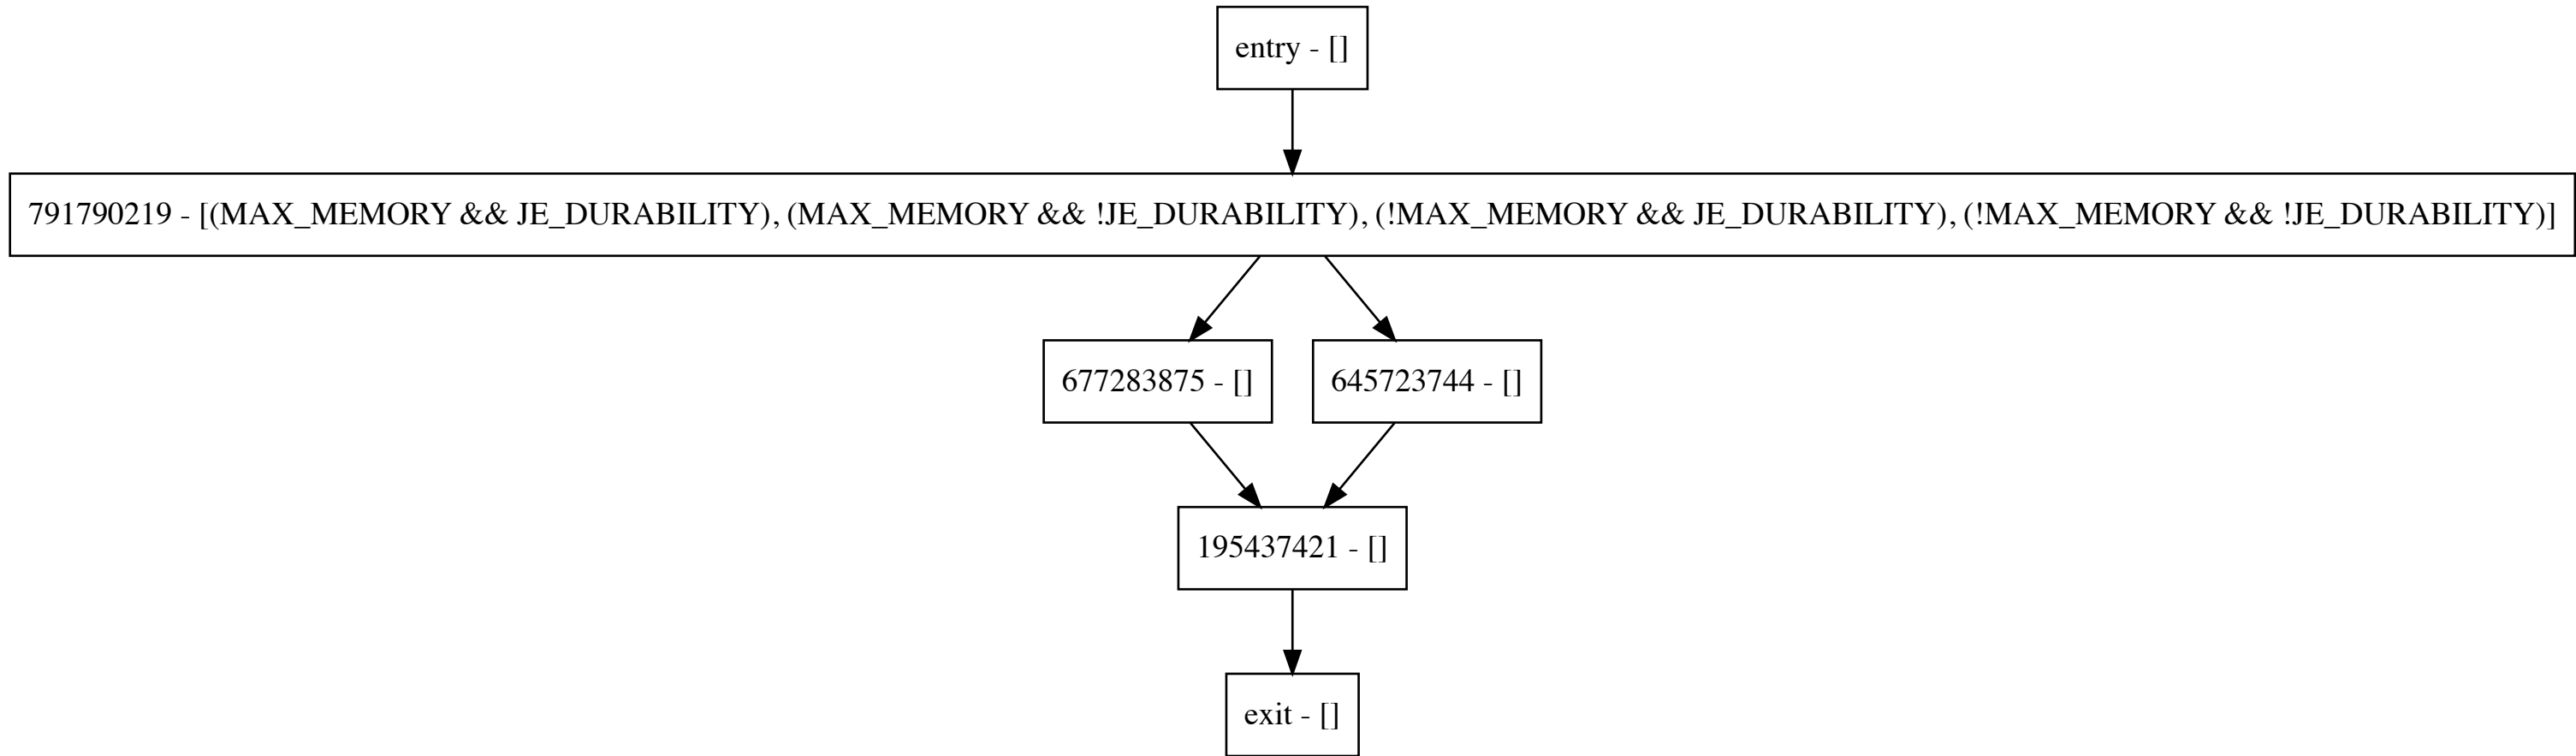 entry - []
791790219 - [(MAX_MEMORY && JE_DURABILITY), (MAX_MEMORY && !JE_DURABILITY), (!MAX_MEMORY && JE_DURABILITY), (!MAX_MEMORY && !JE_DURABILITY)]
677283875 - []
645723744 - []
195437421 - []
exit - []